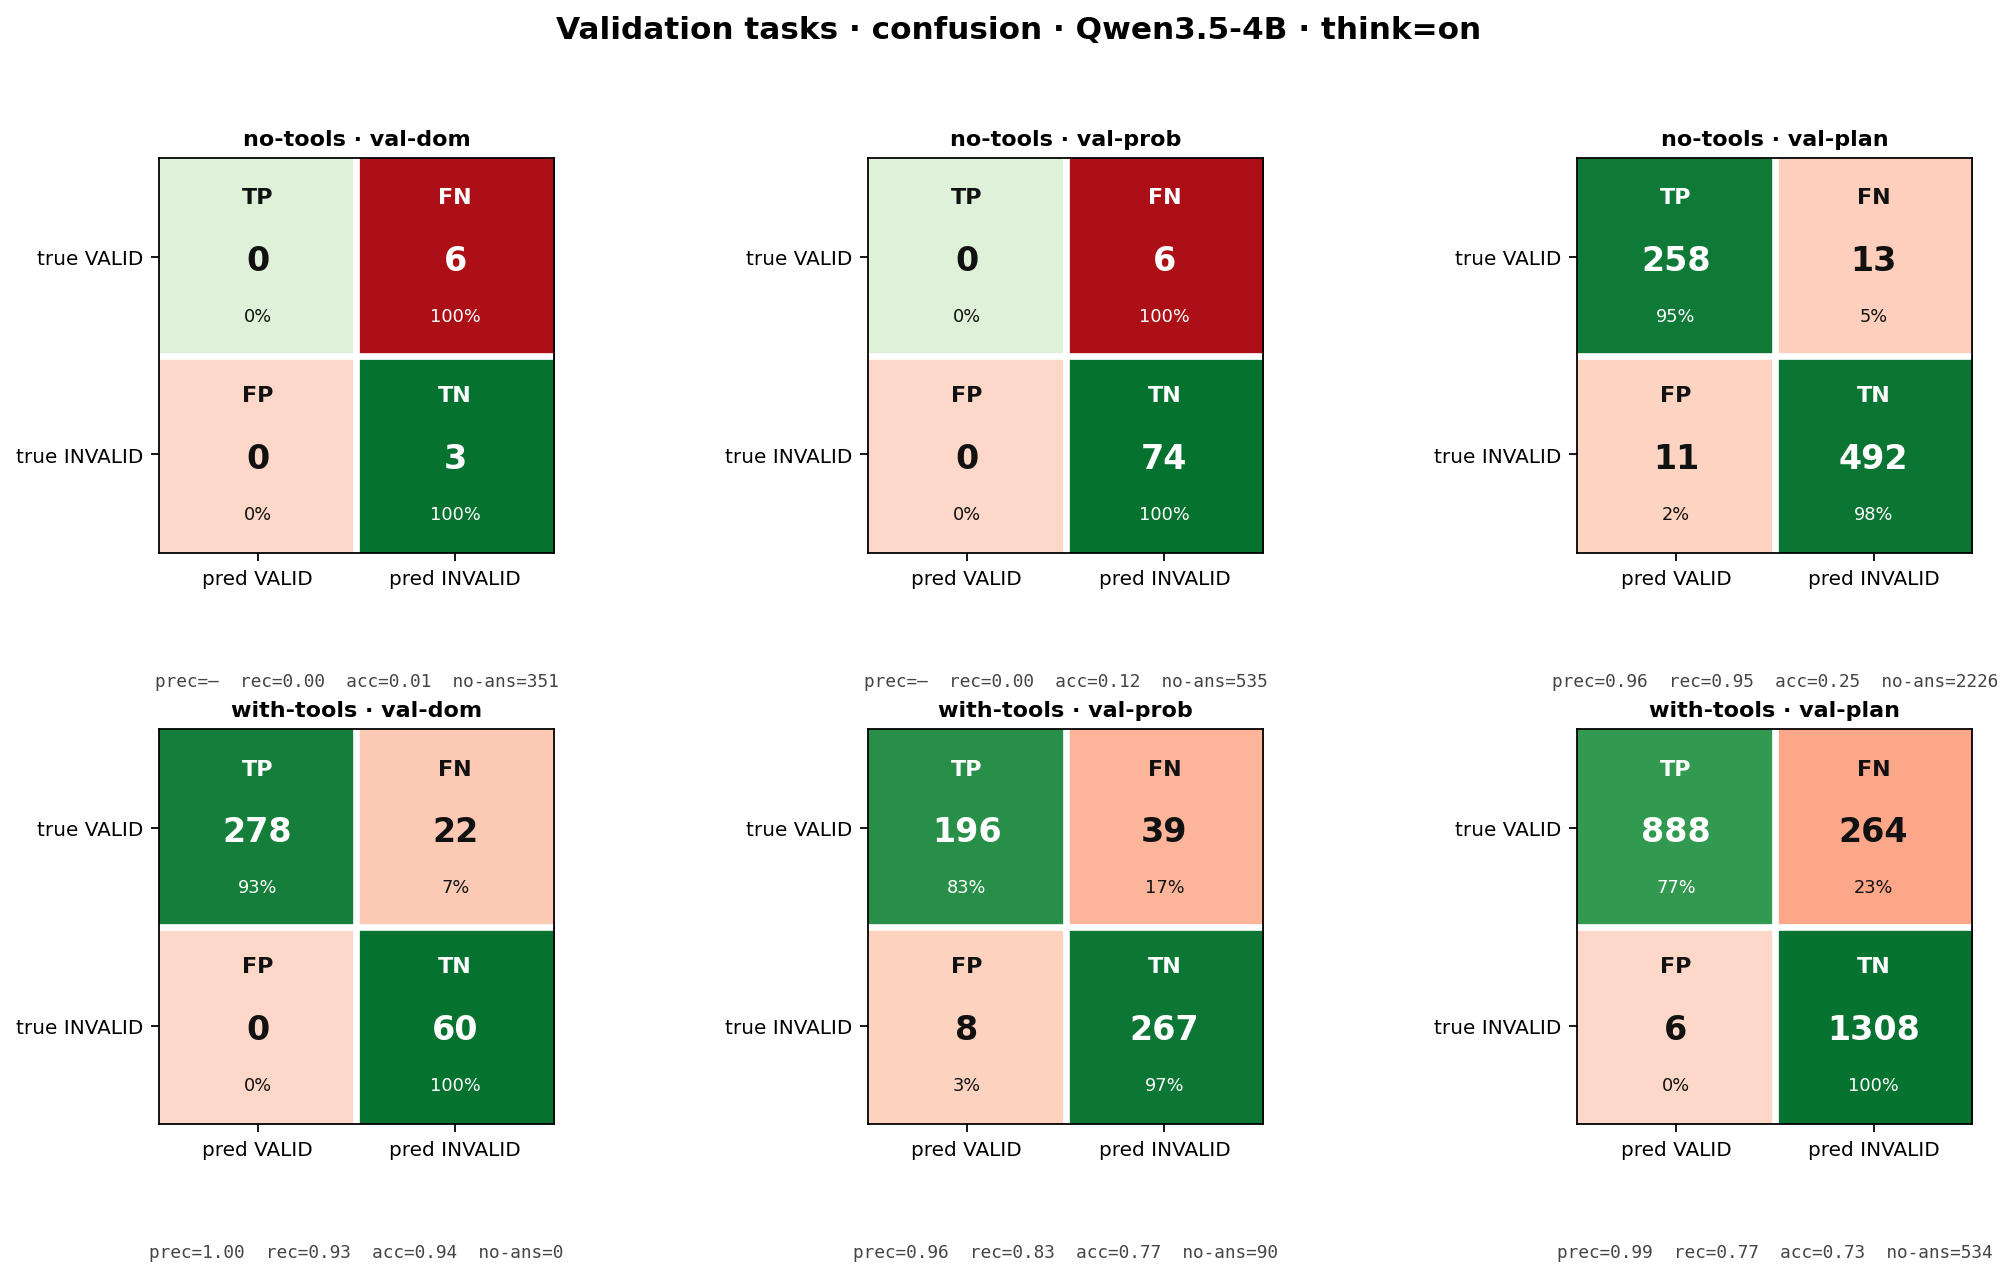 Validation tasks · confusion · Qwen3.5-4B · think=on
no-tools · val-dom
TP
FN
true VALID
0
6
0%
100%
FP
TN
true INVALID
0
3
0%
100%
pred VALID
pred INVALID
prec=— rec=0.00 acc=0.01 no-ans=351
no-tools · val-prob
TP
FN
true VALID
0
6
0%
100%
FP
TN
true INVALID
0
74
0%
100%
pred VALID
pred INVALID
prec=— rec=0.00 acc=0.12 no-ans=535
no-tools · val-plan
TP
FN
true VALID
258
13
95%
5%
FP
TN
true INVALID
11
492
2%
98%
pred VALID
pred INVALID
prec=0.96 rec=0.95 acc=0.25 no-ans=2226
with-tools · val-dom
TP
FN
true VALID
278
22
93%
7%
FP
TN
true INVALID
0
60
0%
100%
pred VALID
pred INVALID
prec=1.00 rec=0.93 acc=0.94 no-ans=0
with-tools · val-prob
TP
FN
true VALID
196
39
83%
17%
FP
TN
true INVALID
8
267
3%
97%
pred VALID
pred INVALID
prec=0.96 rec=0.83 acc=0.77 no-ans=90
with-tools · val-plan
TP
FN
true VALID
888
264
77%
23%
FP
TN
true INVALID
6
1308
0%
100%
pred VALID
pred INVALID
prec=0.99 rec=0.77 acc=0.73 no-ans=534